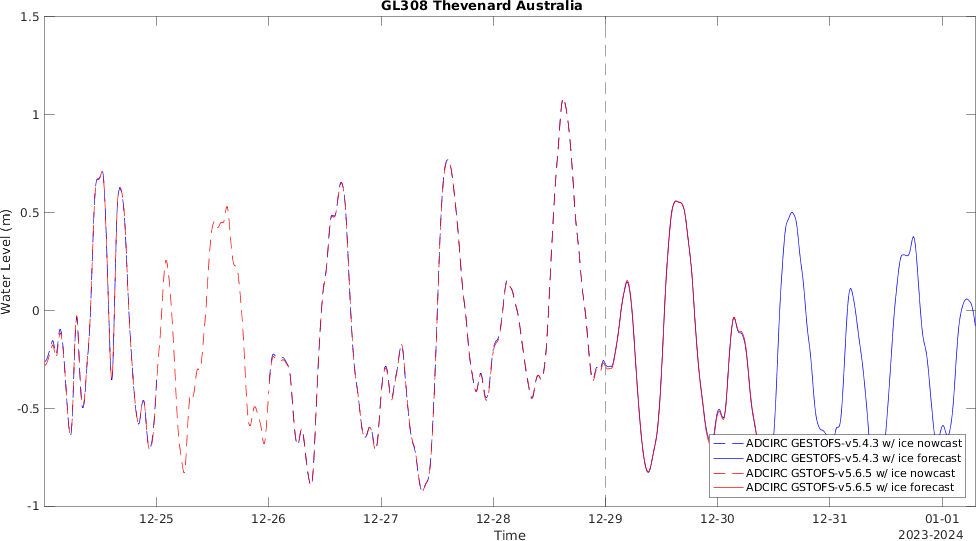 GL308 Thevenard Australia
1.5
1
0.5
0
-0.5
-1
Water Level (m)
ADCIRC GESTOFS-v5.4.3 w/ ice nowcast
ADCIRC GESTOFS-v5.4.3 w/ ice forecast
ADCIRC GSTOFS-v5.6.5 w/ ice nowcast
ADCIRC GSTOFS-v5.6.5 w/ ice forecast
12-25
12-26
12-27
12-28
12-29
12-30
12-31
01-01
Time
2023-2024